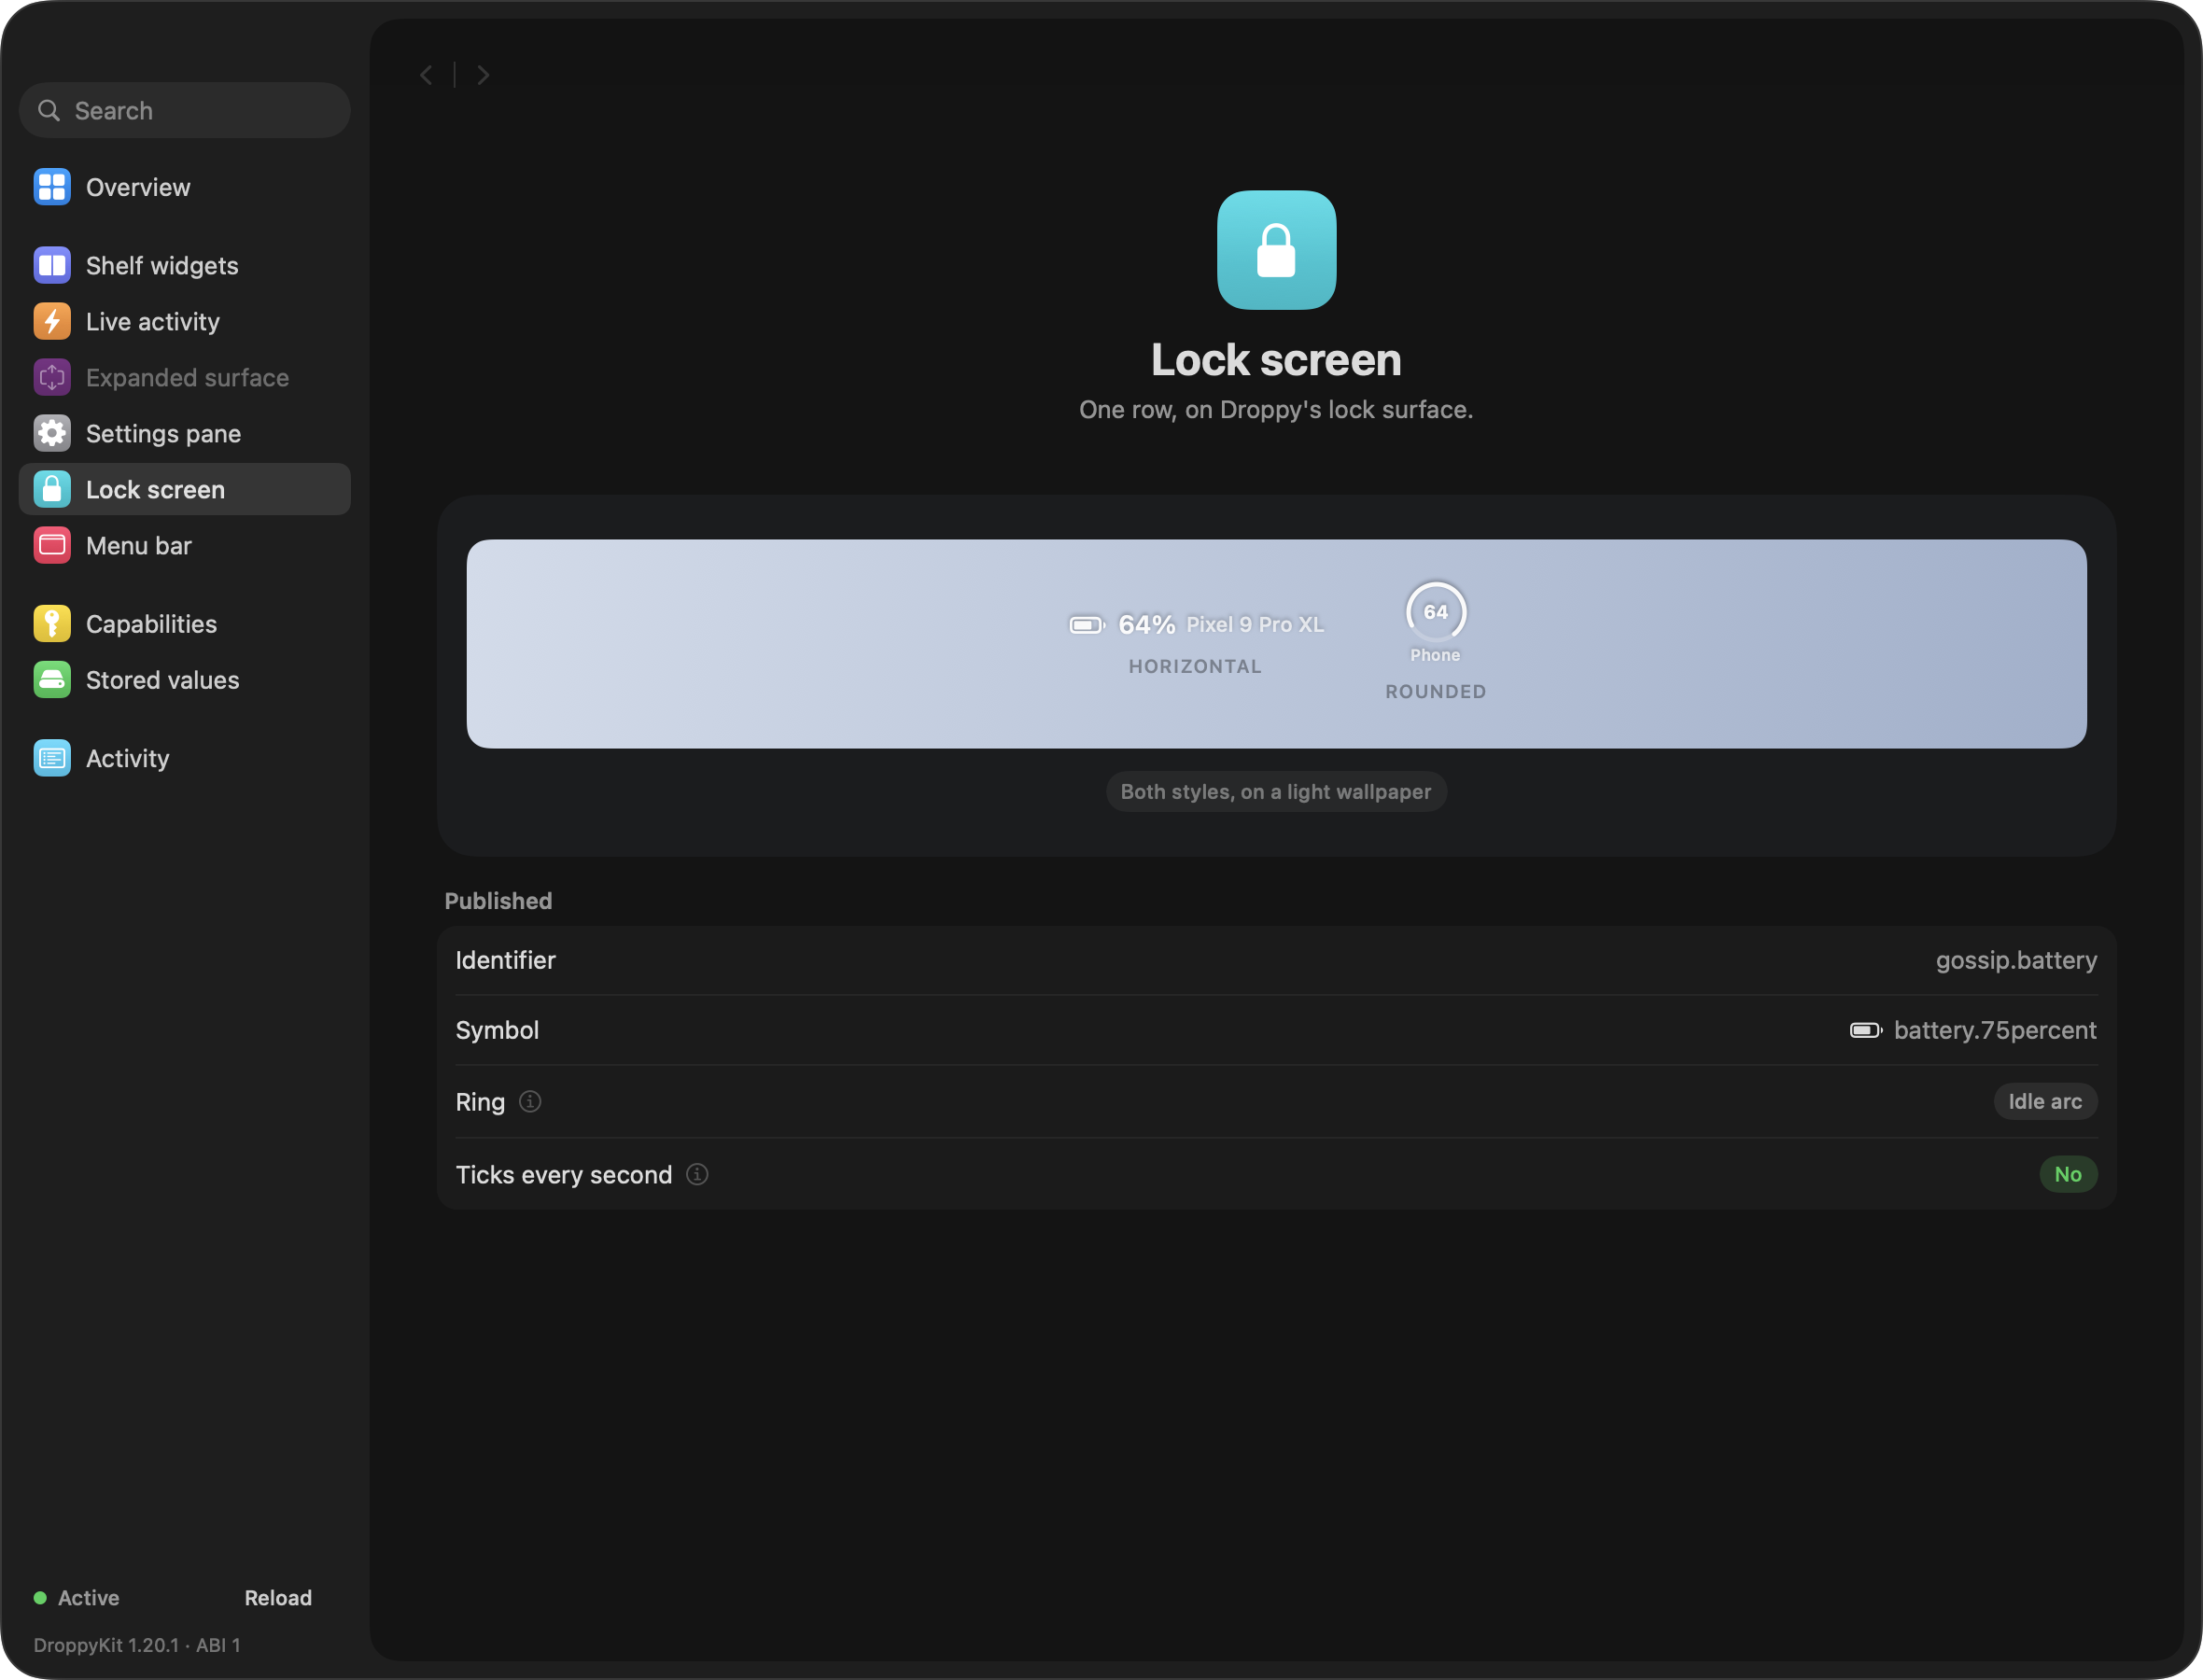 Search
Overview
Shelf widgets
Live activity
Expanded surface
Settings pane
Lock screen
Menu bar
Capabilities
Stored values
Activity
Active
Reload
DroppyKit 1.20.1 · ABI 1
Lock screen
One row, on Droppy's lock surface.
64% Pixel 9 Pro XL
HORIZONTAL
64
Phone
ROUNDED
Both styles, on a light wallpaper
Published
Identifier
gossip.battery
Symbol
battery.75percent
Ring
Idle arc
Ticks every second
No